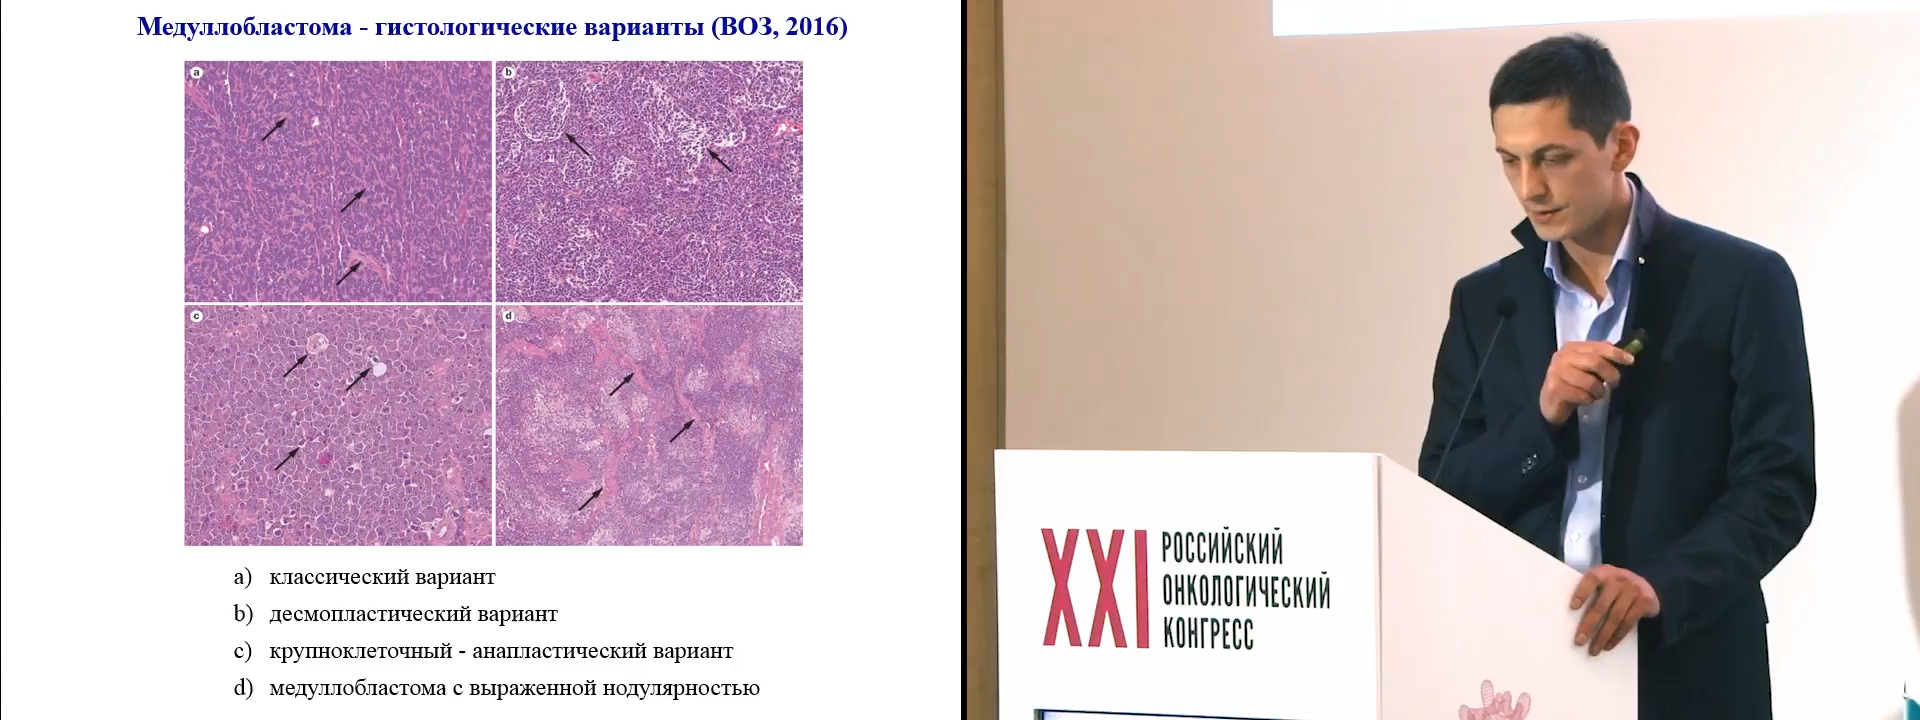 Медуллобластома - гистологические варианты (ВОЗ, 2016)
a
b
c
d
a) классический вариант
b) десмопластический вариант
c) крупноклеточный - анапластический вариант
d) медуллобластома с выраженной нодулярностью
XXI
РОССИЙСКИЙ
ОНКОЛОГИЧЕСКИЙ
КОНГРЕСС